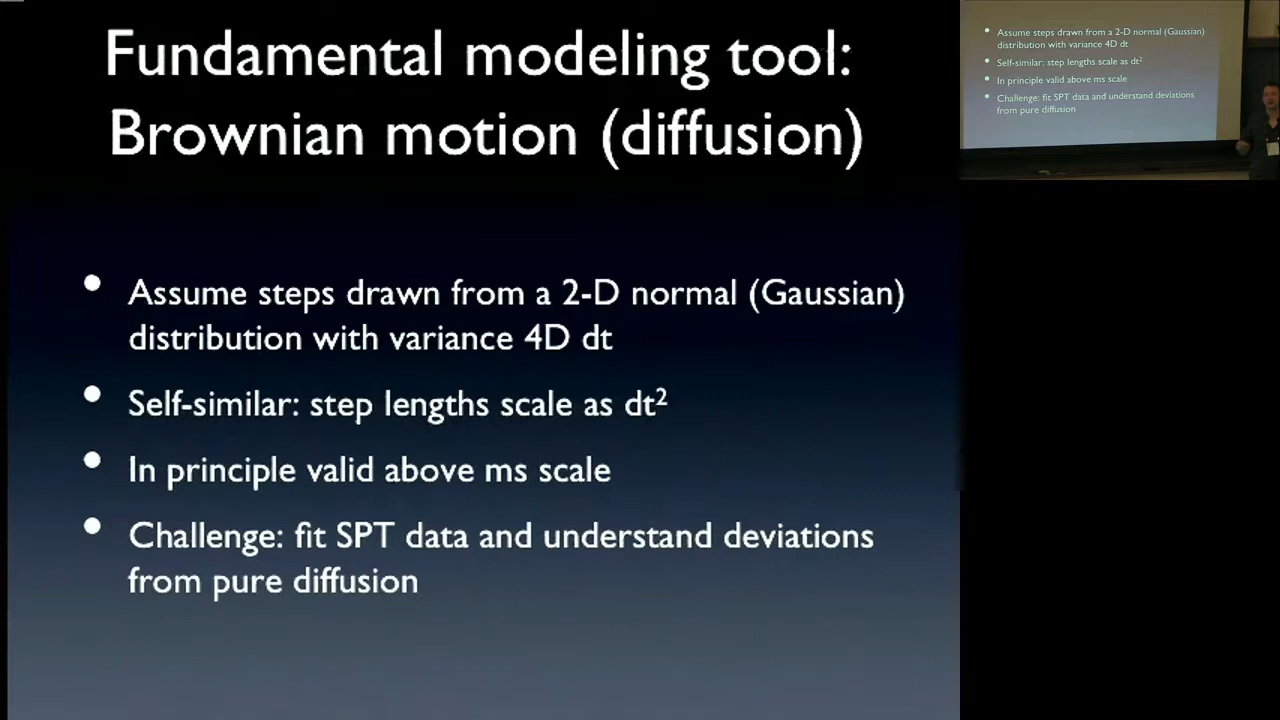 Fundamental modeling tool:
Brownian motion (diffusion)
• Assume steps drawn from a 2-D normal (Gaussian)
distribution with variance 4D dt
• Self-similar: step lengths scale as dt²
• In principle valid above ms scale
• Challenge: fit SPT data and understand deviations
from pure diffusion
• Assume steps drawn from a 2-D normal (Gaussian)
distribution with variance 4D dt
• Self-similar: step lengths scale as dt²
• In principle valid above ms scale
• Challenge: fit SPT data and understand deviations
from pure diffusion